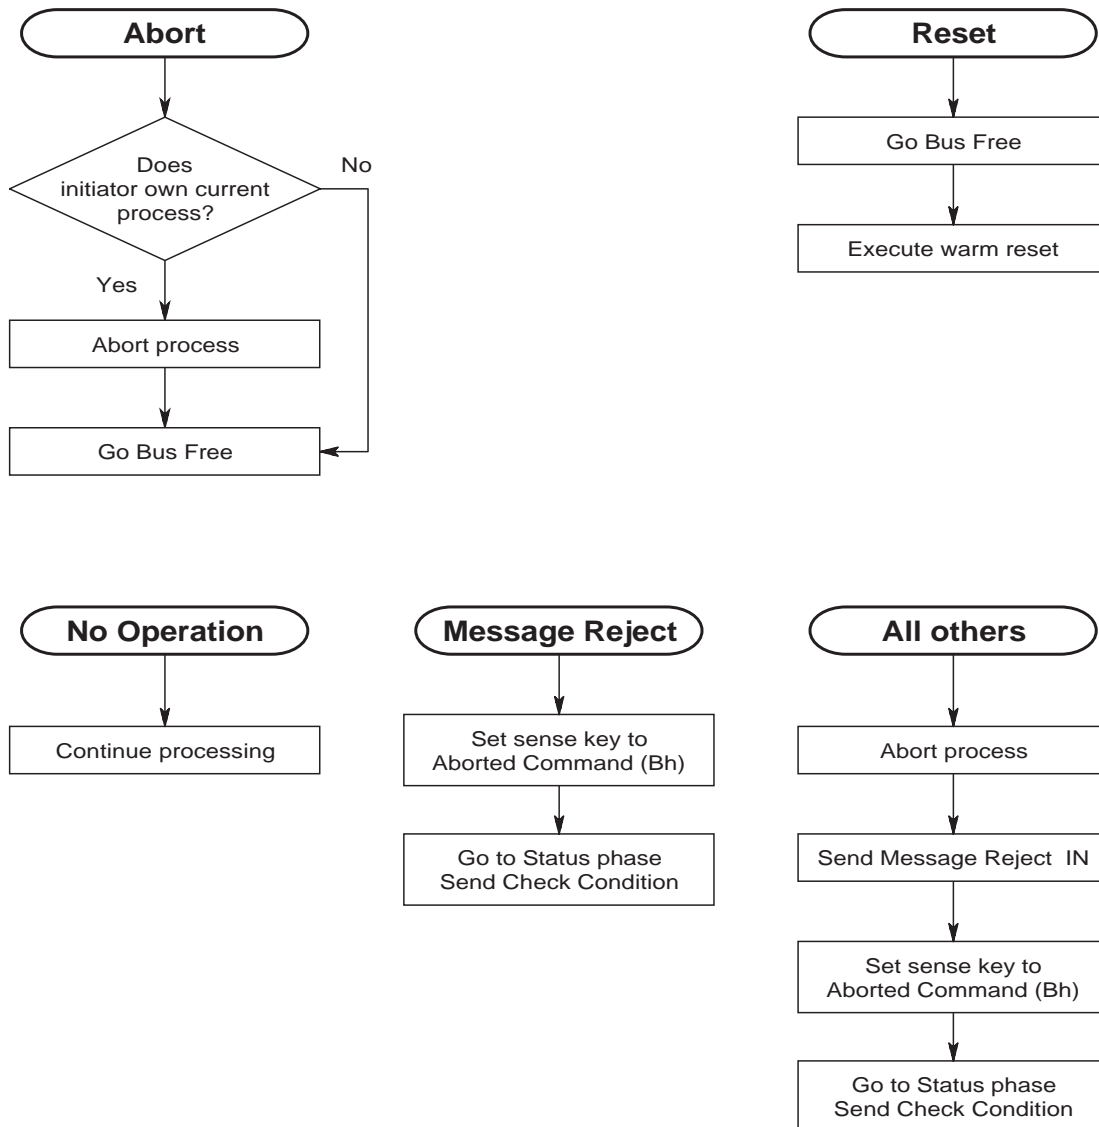 Abort
Does
initiator own current
process?
No
Yes
Abort process
Go Bus Free
Reset
Go Bus Free
Execute warm reset
No Operation
Continue processing
Message Reject
Set sense key to
Aborted Command (Bh)
Go to Status phase
Send Check Condition
All others
Abort process
Send Message Reject IN
Set sense key to
Aborted Command (Bh)
Go to Status phase
Send Check Condition